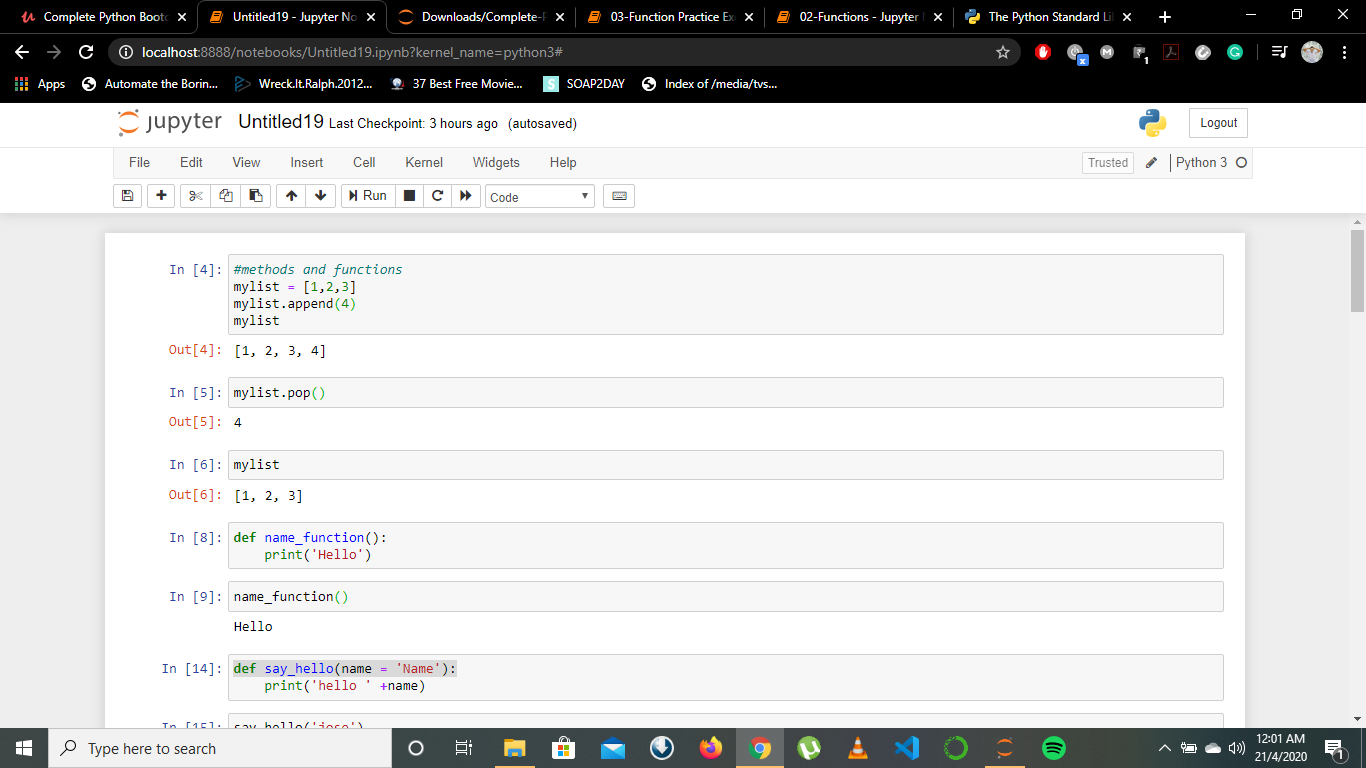 Complete Python Bootc
Untitled19 - Jupyter No
Downloads/Complete-P
03-Function Practice Exe
02-Functions - Jupyter
The Python Standard Li
localhost:8888/notebooks/Untitled19.ipynb?kernel_name=python3#
Apps
Automate the Borin...
Wreck.It.Ralph.2012...
37 Best Free Movie...
SOAP2DAY
Index of /media/tvs...
jupyter Untitled19 Last Checkpoint: 3 hours ago (autosaved)
Logout
File Edit View Insert Cell Kernel Widgets Help
Trusted
Python 3
Run
Code
In [4]: #methods and functions
mylist = [1,2,3]
mylist.append(4)
mylist
Out[4]: [1, 2, 3, 4]
In [5]: mylist.pop()
Out[5]: 4
In [6]: mylist
Out[6]: [1, 2, 3]
In [8]: def name_function():
print('Hello')
In [9]: name_function()
Hello
In [14]: def say_hello(name = 'Name'):
print('hello ' +name)
In [15]: say_hello('jose')
Type here to search
12:01 AM
21/4/2020
1